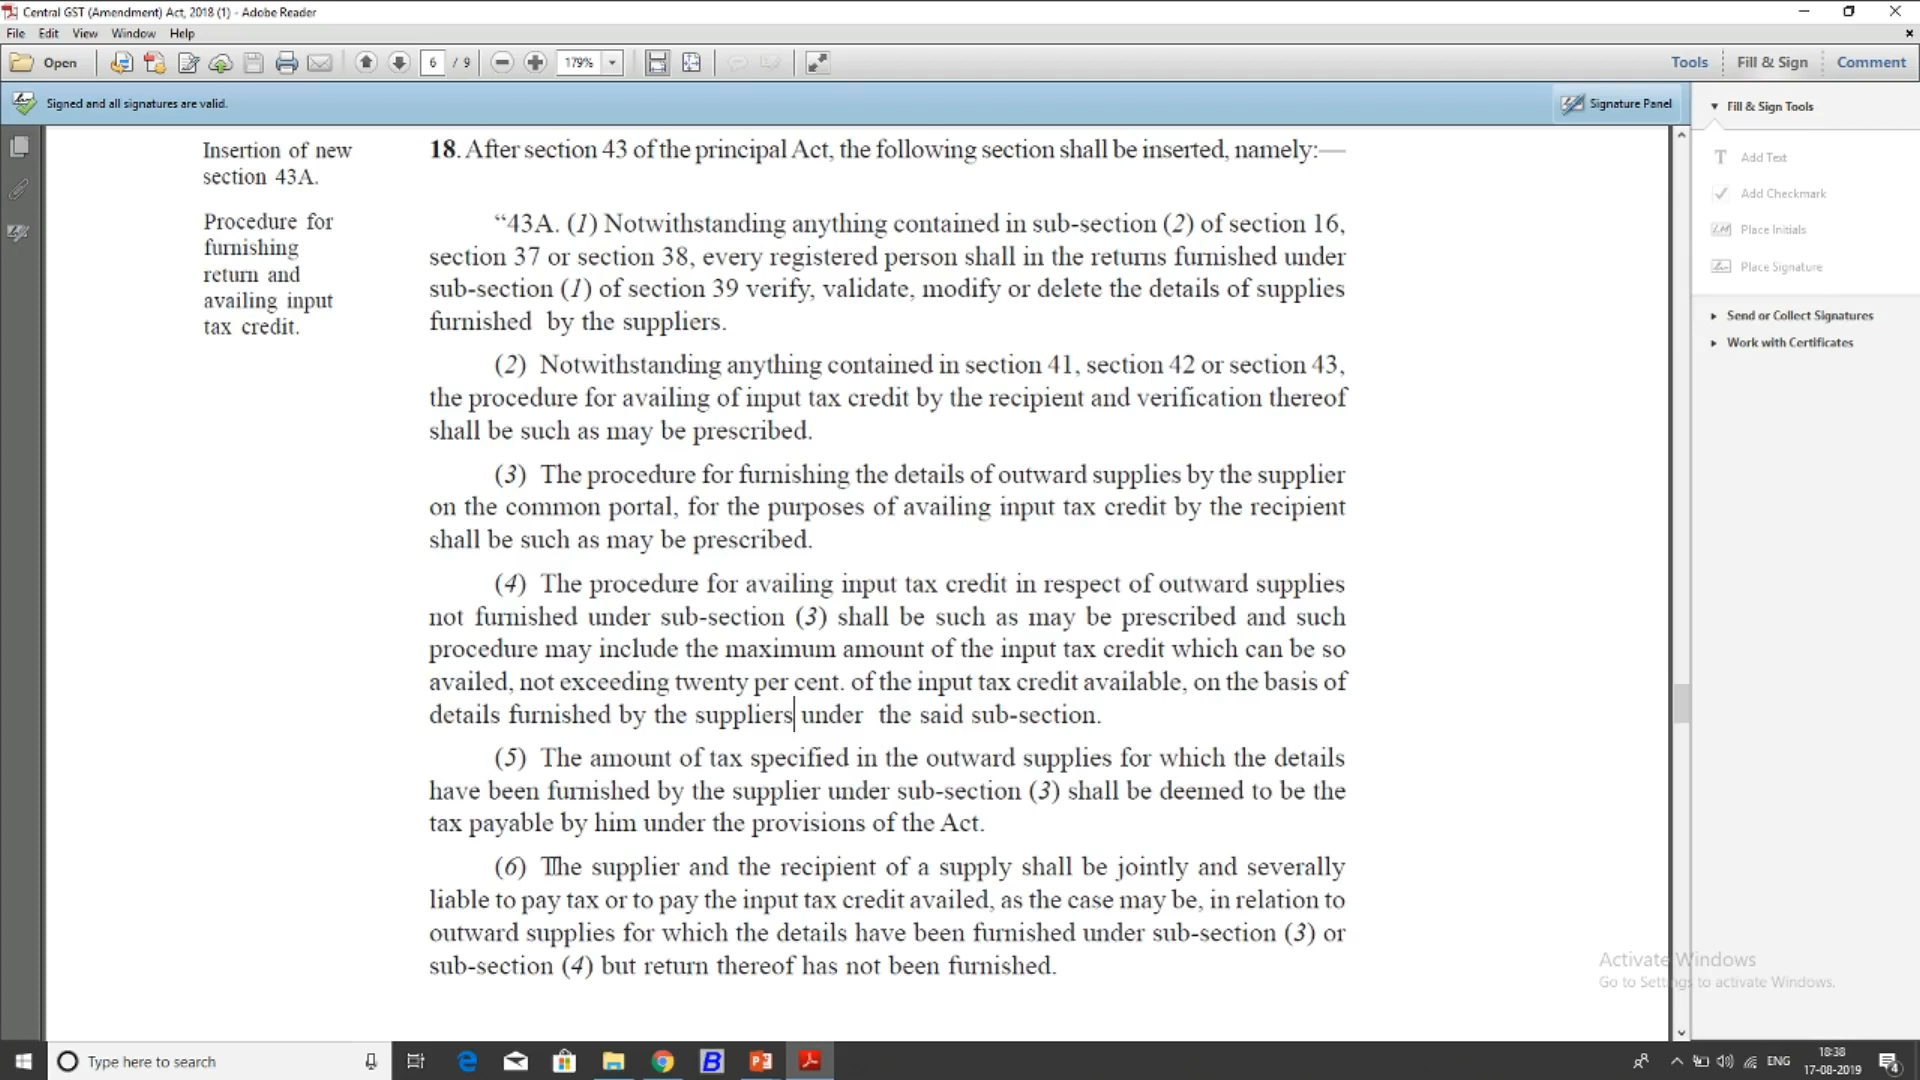 Central GST (Amendment) Act, 2018 (1) - Adobe Reader
File Edit View Window Help
Open 6 / 9 179% Tools Fill & Sign Comment
Signed and all signatures are valid. Signature Panel
Fill & Sign Tools
Add Text
Add Checkmark
Place Initials
Place Signature
Send or Collect Signatures
Work with Certificates
Insertion of new
section 43A.
Procedure for
furnishing
return and
availing input
tax credit.
18. After section 43 of the principal Act, the following section shall be inserted, namely:—
“43A. (1) Notwithstanding anything contained in sub-section (2) of section 16,
section 37 or section 38, every registered person shall in the returns furnished under
sub-section (1) of section 39 verify, validate, modify or delete the details of supplies
furnished by the suppliers.
(2) Notwithstanding anything contained in section 41, section 42 or section 43,
the procedure for availing of input tax credit by the recipient and verification thereof
shall be such as may be prescribed.
(3) The procedure for furnishing the details of outward supplies by the supplier
on the common portal, for the purposes of availing input tax credit by the recipient
shall be such as may be prescribed.
(4) The procedure for availing input tax credit in respect of outward supplies
not furnished under sub-section (3) shall be such as may be prescribed and such
procedure may include the maximum amount of the input tax credit which can be so
availed, not exceeding twenty per cent. of the input tax credit available, on the basis of
details furnished by the suppliers under the said sub-section.
(5) The amount of tax specified in the outward supplies for which the details
have been furnished by the supplier under sub-section (3) shall be deemed to be the
tax payable by him under the provisions of the Act.
(6) The supplier and the recipient of a supply shall be jointly and severally
liable to pay tax or to pay the input tax credit availed, as the case may be, in relation to
outward supplies for which the details have been furnished under sub-section (3) or
sub-section (4) but return thereof has not been furnished.
Activate Windows
Go to Settings to activate Windows.
Type here to search
ENG
18:38
17-08-2019
4